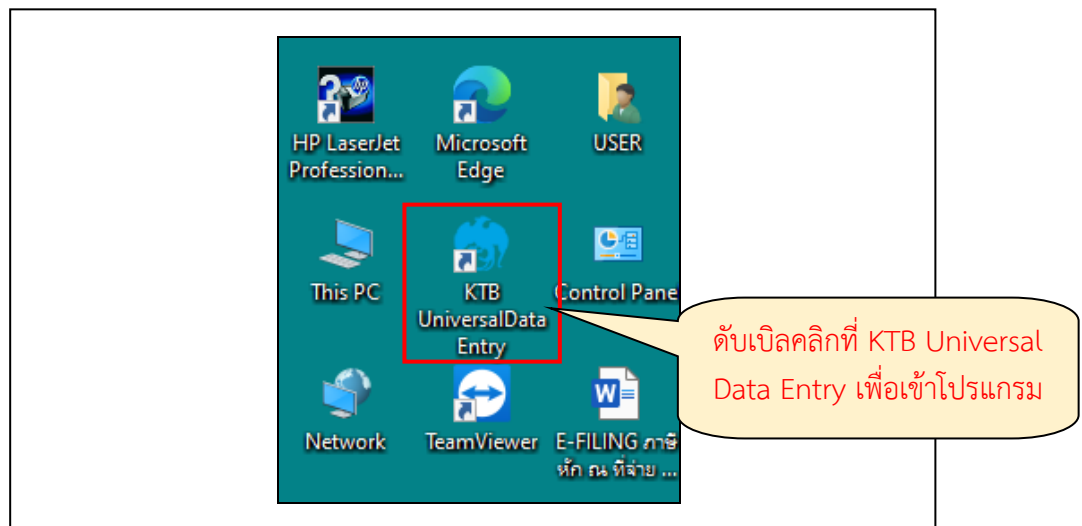 HP LaserJet
Profession...
Microsoft
Edge
USER
This PC
KTB
UniversalData
Entry
Control Pane
ดับเบิลคลิกที่ KTB Universal
Data Entry เพื่อเข้าโปรแกรม
Network
TeamViewer
E-FILING ภาษี
หัก ณ ที่จ่าย ...